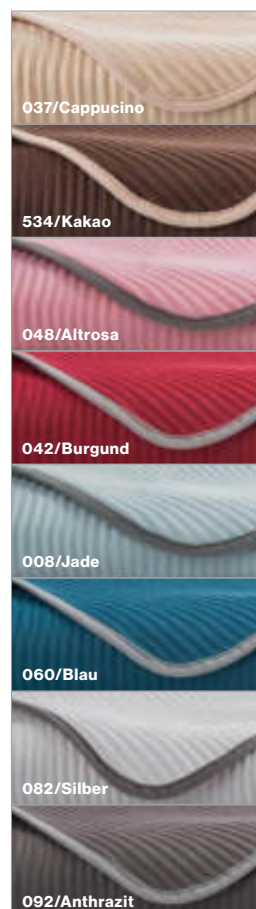 037/Cappucino
534/Kakao
048/Altrosa
042/Burgund
008/Jade
060/Blau
082/Silber
092/Anthrazit